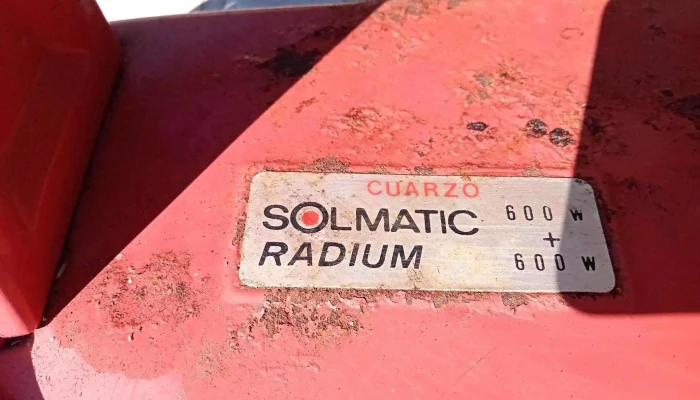 CUARZO
SOLMATIC 600 W
+
RADIUM 600 W